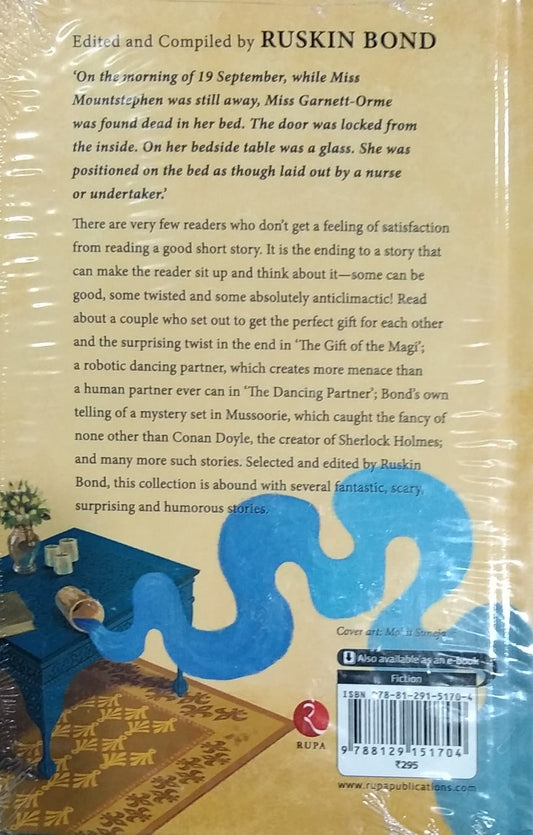 Edited and Compiled by RUSKIN BOND
'On the morning of 19 September, while Miss
Mountstephen was still away, Miss Garnett-Orme
was found dead in her bed. The door was locked from
the inside. On her bedside table was a glass. She was
positioned on the bed as though laid out by a nurse
or undertaker.'
There are very few readers who don't get a feeling of satisfaction
from reading a good short story. It is the ending to a story that
can make the reader sit up and think about it—some can be
good, some twisted and some absolutely anticlimactic! Read
about a couple who set out to get the perfect gift for each other
and the surprising twist in the end in 'The Gift of the Magi';
a robotic dancing partner, which creates more menace than
a human partner ever can in 'The Dancing Partner'; Bond's own
telling of a mystery set in Mussoorie, which caught the fancy of
none other than Conan Doyle, the creator of Sherlock Holmes;
and many more such stories. Selected and edited by Ruskin
Bond, this collection is abound with several fantastic, scary,
surprising and humorous stories.
Cover art: Suneja
Also available as an e-book
Fiction
ISBN 978-81-291-5170-4
9 788129 151704
₹295
RUPA
www.rupapublications.com